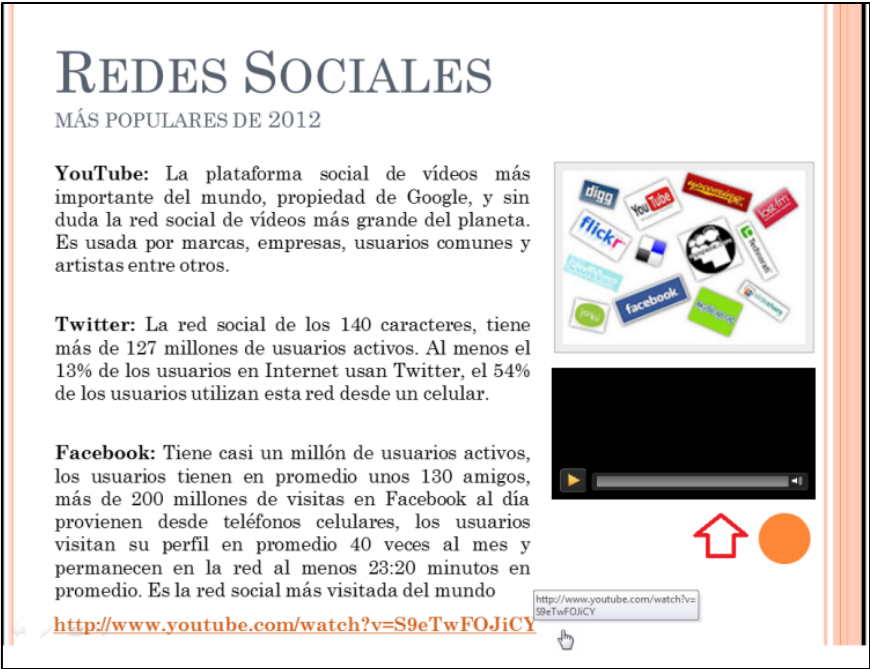 REDES SOCIALES
MÁS POPULARES DE 2012
YouTube: La plataforma social de vídeos más
importante del mundo, propiedad de Google, y sin
duda la red social de vídeos más grande del planeta.
Es usada por marcas, empresas, usuarios comunes y
artistas entre otros.
Twitter: La red social de los 140 caracteres, tiene
más de 127 millones de usuarios activos. Al menos el
13% de los usuarios en Internet usan Twitter, el 54%
de los usuarios utilizan esta red desde un celular.
Facebook: Tiene casi un millón de usuarios activos,
los usuarios tienen en promedio unos 130 amigos,
más de 200 millones de visitas en Facebook al día
provienen desde teléfonos celulares, los usuarios
visitan su perfil en promedio 40 veces al mes y
permanecen en la red al menos 23:20 minutos en
promedio. Es la red social más visitada del mundo
http://www.youtube.com/watch?v=S9eTwFOJiCY
digg
YouTube
upcoming
lost.fm
flickr
Technorati
facebook
http://www.youtube.com/watch?v=
S9eTwFOJiCY